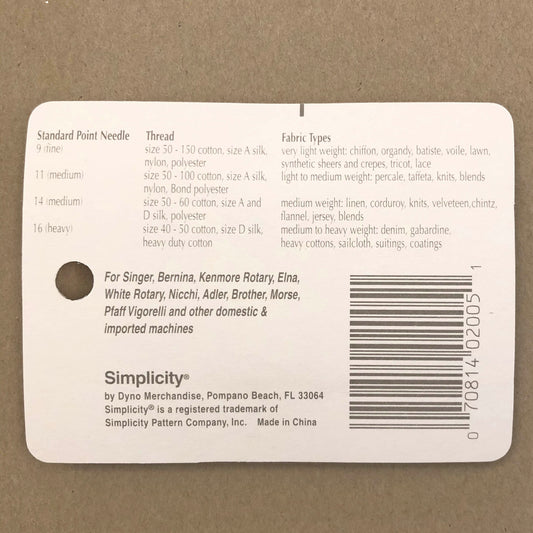 Standard Point Needle Thread Fabric Types
9 (fine) size 50 - 150 cotton, size A silk, very light weight: chiffon, organdy, batiste, voile, lawn,
nylon, polyester synthetic sheers and crepes, tricot, lace
11 (medium) size 50 - 100 cotton, size A silk, light to medium weight: percale, taffeta, knits, blends
nylon, Bond polyester
14 (medium) size 50 - 60 cotton, size A and medium weight: linen, corduroy, knits, velveteen,chintz,
D silk, polyester flannel, jersey, blends
16 (heavy) size 40 - 50 cotton, size D silk, medium to heavy weight: denim, gabardine,
heavy duty cotton heavy cottons, sailcloth, suitings, coatings
For Singer, Bernina, Kenmore Rotary, Elna,
White Rotary, Nicchi, Adler, Brother, Morse,
Pfaff Vigorelli and other domestic &
imported machines
Simplicity®
by Dyno Merchandise, Pompano Beach, FL 33064
Simplicity® is a registered trademark of
Simplicity Pattern Company, Inc. Made in China
0 70814 02005 1